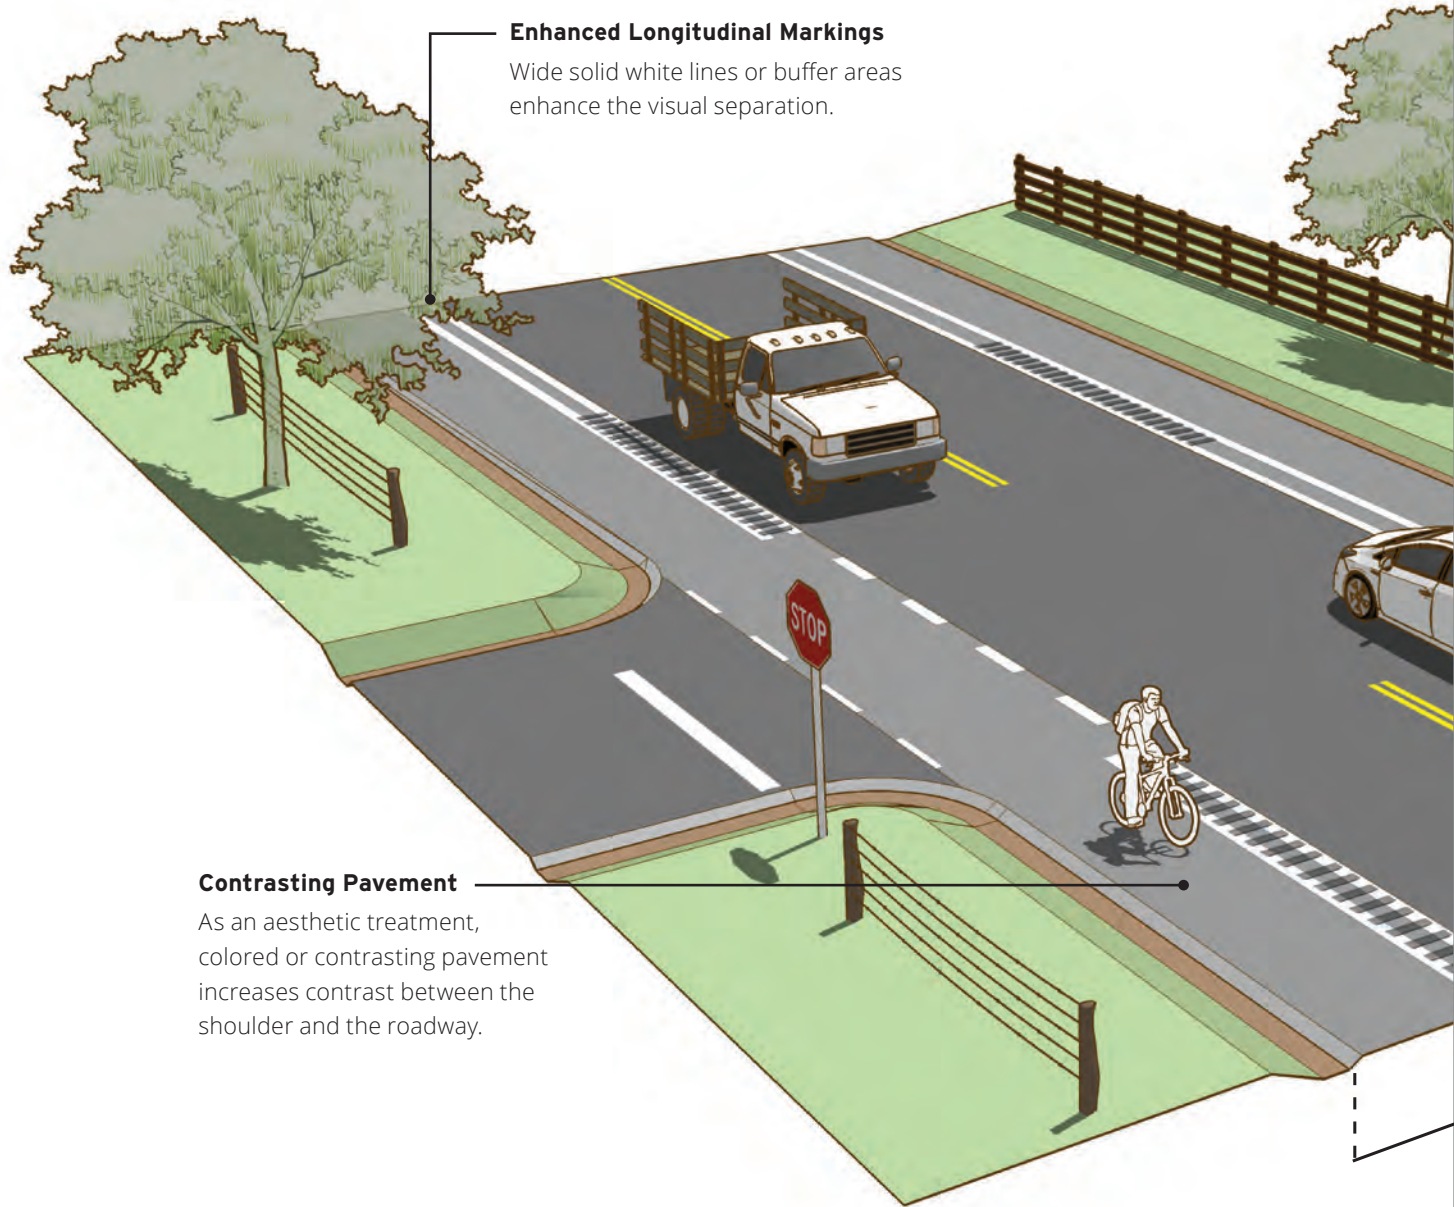 Enhanced Longitudinal Markings
Wide solid white lines or buffer areas
enhance the visual separation.
STOP
Contrasting Pavement
As an aesthetic treatment,
colored or contrasting pavement
increases contrast between the
shoulder and the roadway.